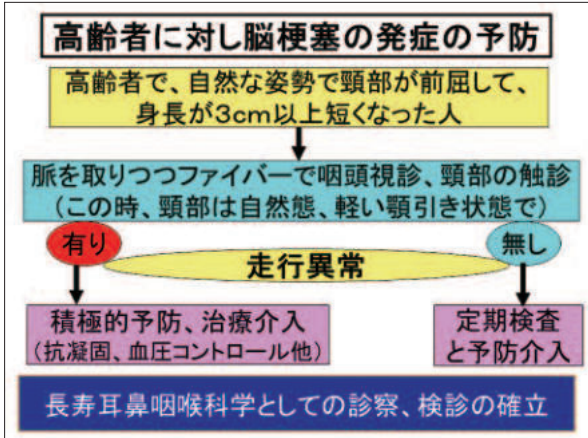 高齢者に対し脳梗塞の発症の予防
高齢者で、自然な姿勢で頸部が前屈して、
身長が3cm以上短くなった人
脈を取りつつファイバーで咽頭視診、頸部の触診
(この時、頸部は自然態、軽い顎引き状態で)
有り
無し
走行異常
積極的予防、治療介入
(抗凝固、血圧コントロール他)
定期検査
と予防介入
長寿耳鼻咽喉科学としての診察、検診の確立